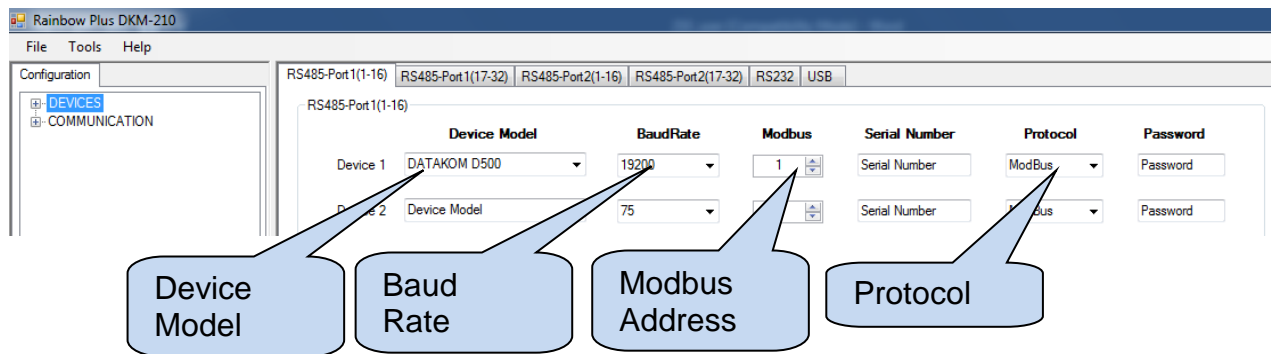 Rainbow Plus DKM-210
File Tools Help
Configuration
RS485-Port1(1-16) RS485-Port1(17-32) RS485-Port2(1-16) RS485-Port2(17-32) RS232 USB
DEVICES
COMMUNICATION
RS485-Port1(1-16)
Device Model BaudRate Modbus Serial Number Protocol Password
Device 1 DATAKOM D500 19200 1 Serial Number ModBus Password
2 Device Model 75 Serial Number Password
Device
Model
Baud
Rate
Modbus
Address
Protocol